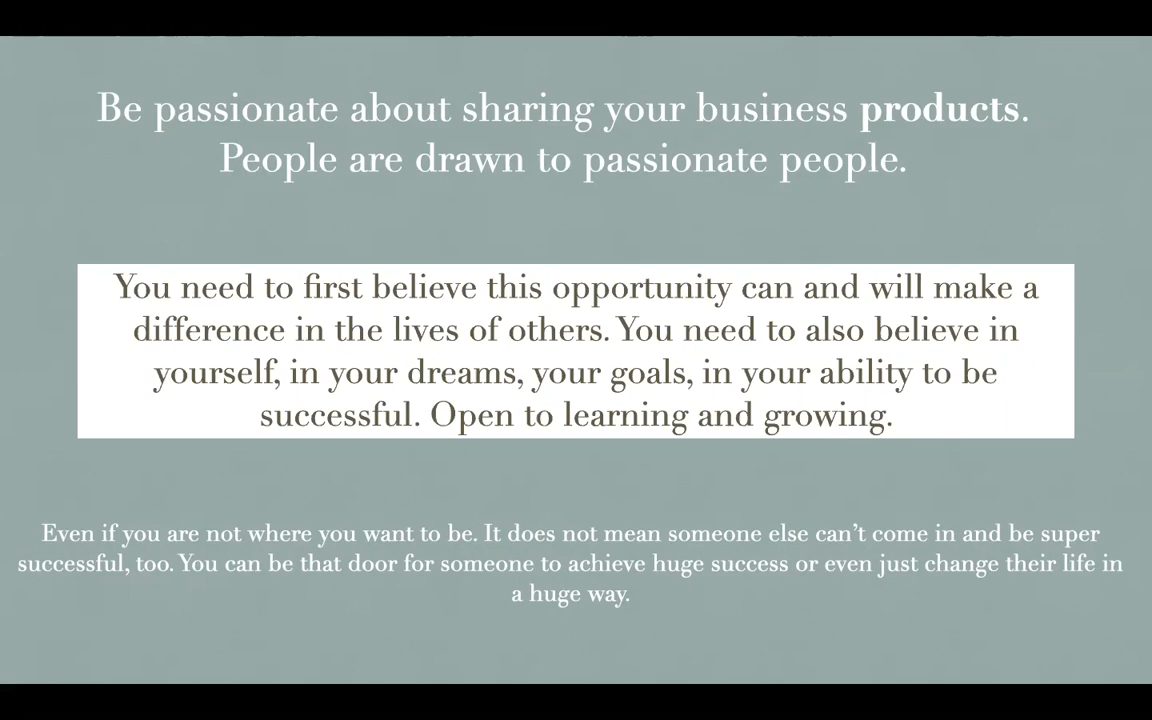 Be passionate about sharing your business products.
People are drawn to passionate people.
You need to first believe this opportunity can and will make a
difference in the lives of others. You need to also believe in
yourself, in your dreams, your goals, in your ability to be
successful. Open to learning and growing.
Even if you are not where you want to be. It does not mean someone else can't come in and be super
successful, too. You can be that door for someone to achieve huge success or even just change their life in
a huge way.